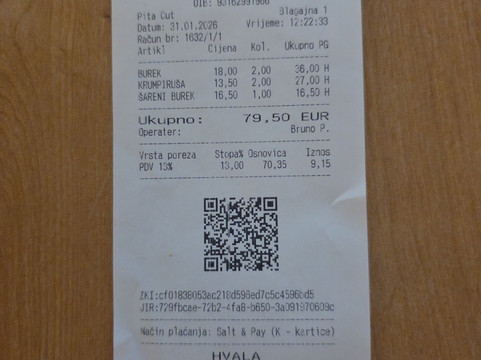 OIB: 93162991966
Pita Cut Blagajna 1
Datum: 31.01.2026 Vrijeme: 12:22:33
Račun br: 1632/1/1
Artikl Cijena Kol. Ukupno PG
BUREK 18,00 2,00 36,00 H
KRUMPIRUŠA 13,50 2,00 27,00 H
ŠARENI BUREK 16,50 1,00 16,50 H
Ukupno: 79,50 EUR
Operater: Bruno P.
Vrsta poreza Stopa% Osnovica Iznos
PDV 13% 13,00 70,35 9,15
ZKI:cf01838053ac218d598ed7c5c4596bd5
JIR:729fbcae-72b2-4fa8-b650-3a091970609c
Način plaćanja: Salt & Pay (K - kartice)
HVALA